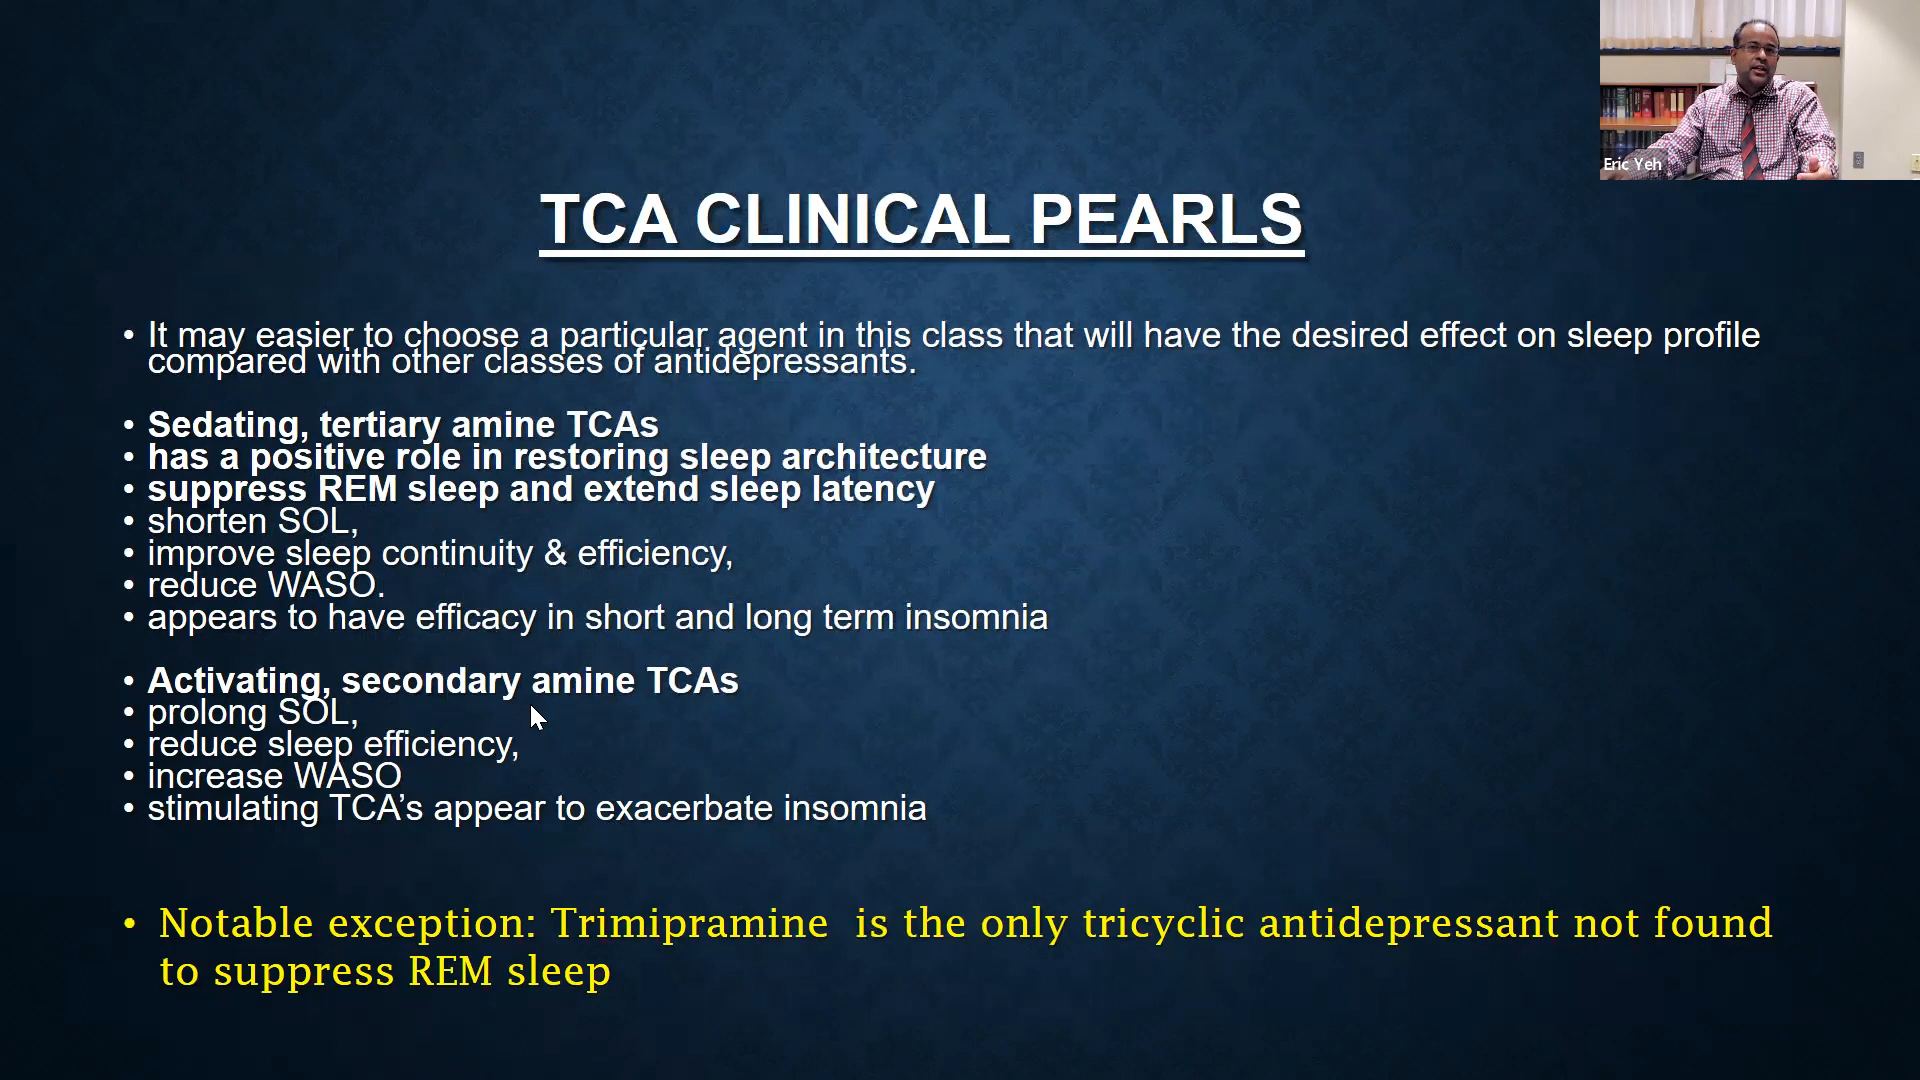 Eric Yeh
TCA CLINICAL PEARLS
• It may easier to choose a particular agent in this class that will have the desired effect on sleep profile
compared with other classes of antidepressants.
• Sedating, tertiary amine TCAs
• has a positive role in restoring sleep architecture
• suppress REM sleep and extend sleep latency
• shorten SOL,
• improve sleep continuity & efficiency,
• reduce WASO.
• appears to have efficacy in short and long term insomnia
• Activating, secondary amine TCAs
• prolong SOL,
• reduce sleep efficiency,
• increase WASO
• stimulating TCA’s appear to exacerbate insomnia
• Notable exception: Trimipramine is the only tricyclic antidepressant not found
to suppress REM sleep